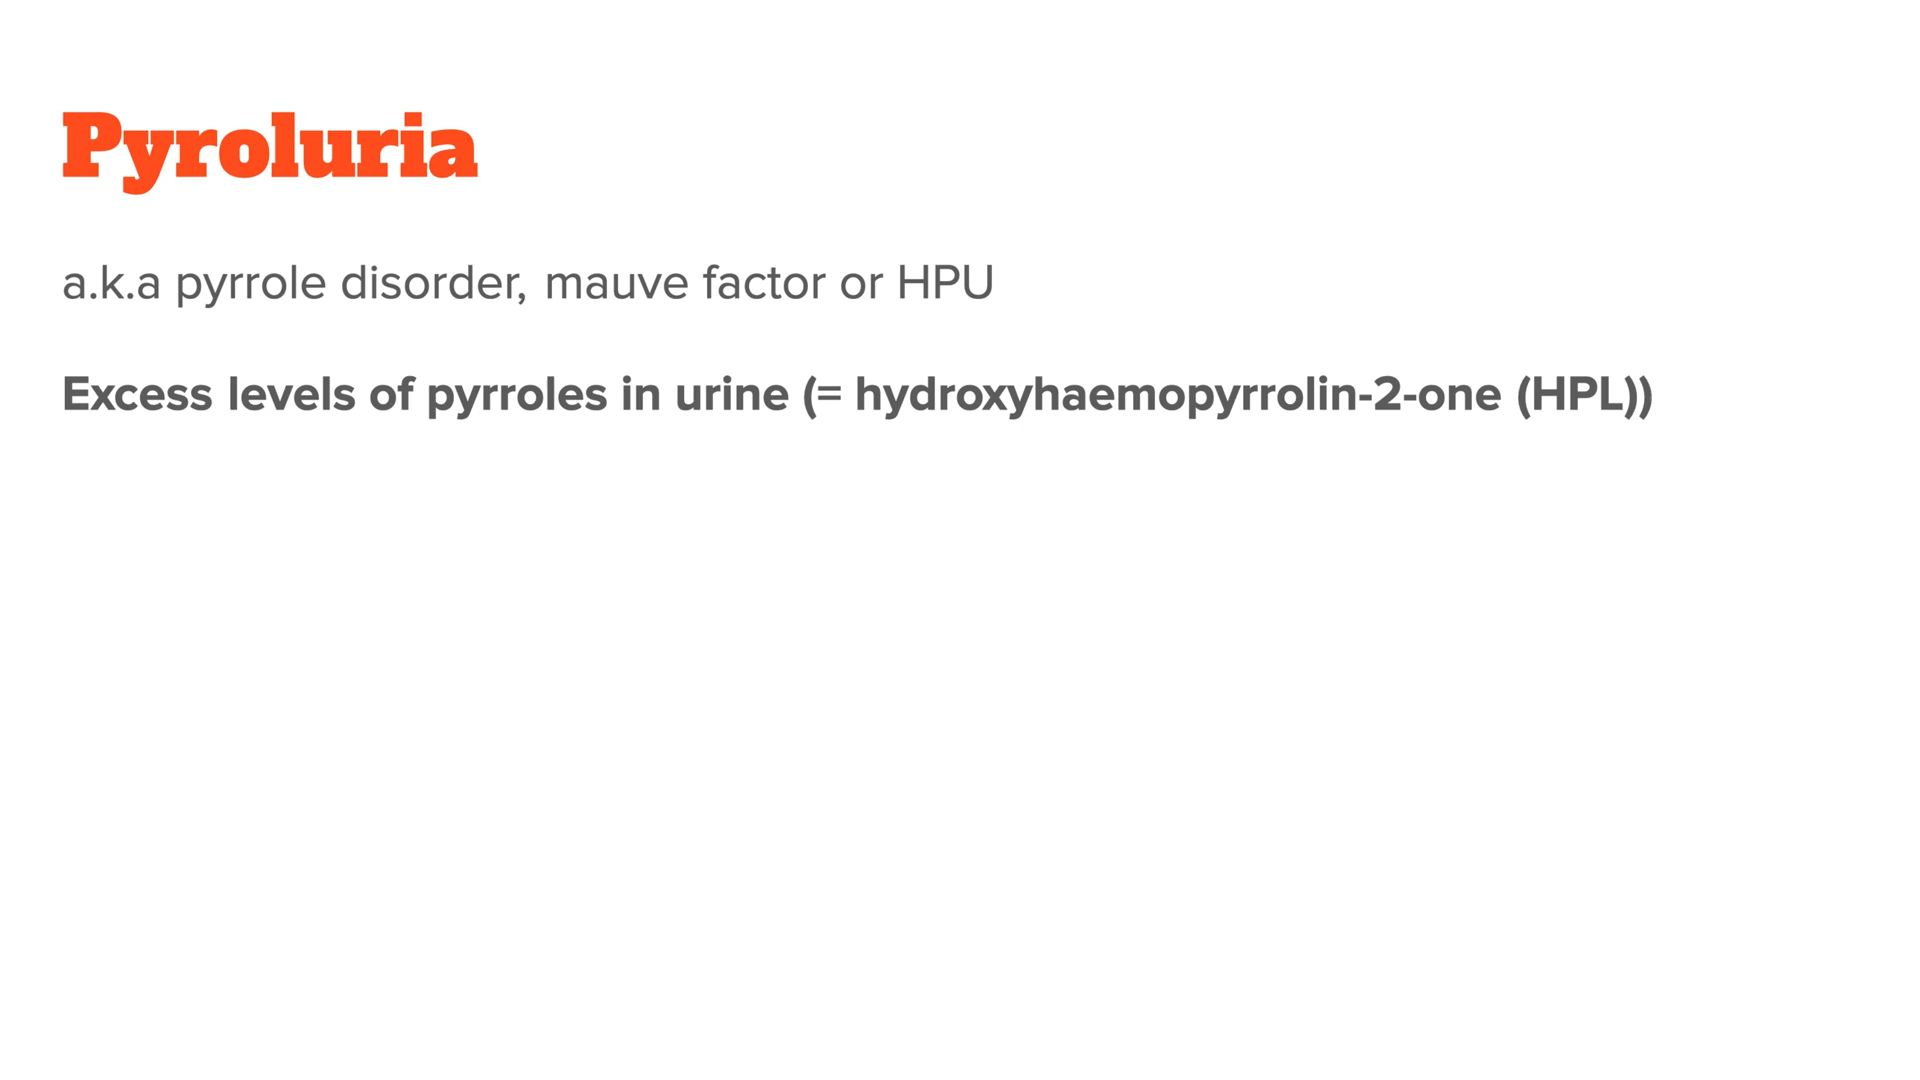 Pyroluria
a.k.a pyrrole disorder, mauve factor or HPU
Excess levels of pyrroles in urine (= hydroxyhaemopyrrolin-2-one (HPL))